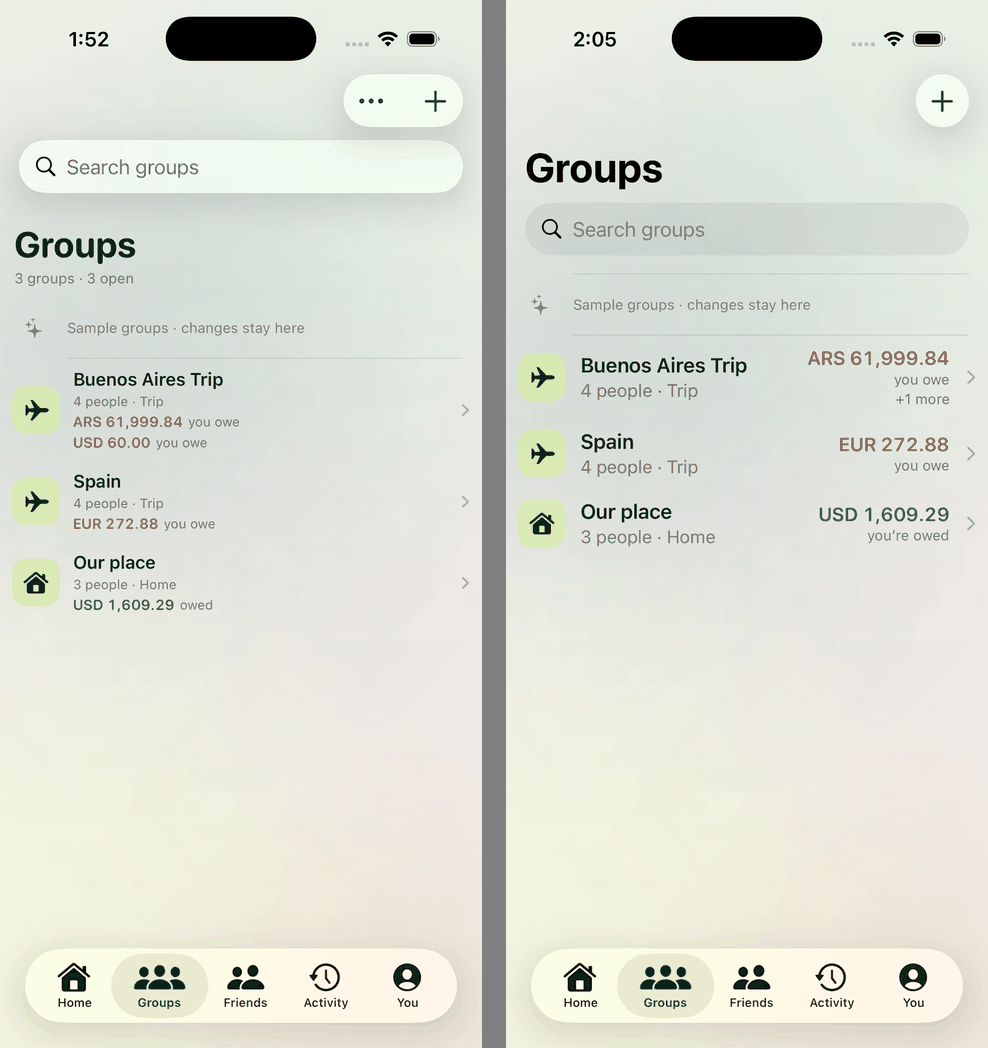 1:52
Search groups
Groups
3 groups · 3 open
Sample groups · changes stay here
Buenos Aires Trip
4 people · Trip
ARS 61,999.84 you owe
USD 60.00 you owe
Spain
4 people · Trip
EUR 272.88 you owe
Our place
3 people · Home
USD 1,609.29 owed
Home
Groups
Friends
Activity
You
2:05
Groups
Search groups
Sample groups · changes stay here
Buenos Aires Trip
4 people · Trip
ARS 61,999.84
you owe
+1 more
Spain
4 people · Trip
EUR 272.88
you owe
Our place
3 people · Home
USD 1,609.29
you’re owed
Home
Groups
Friends
Activity
You